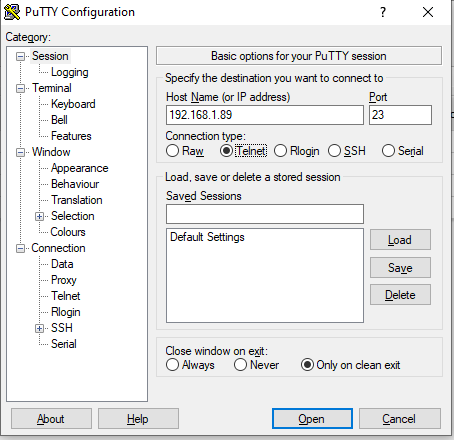 PuTTY Configuration
Category:
Session
Logging
Terminal
Keyboard
Bell
Features
Window
Appearance
Behaviour
Translation
Selection
Colours
Connection
Data
Proxy
Telnet
Rlogin
SSH
Serial
Basic options for your PuTTY session
Specify the destination you want to connect to
Host Name (or IP address) Port
192.168.1.89 23
Connection type:
Raw Telnet Rlogin SSH Serial
Load, save or delete a stored session
Saved Sessions
Default Settings
Load
Save
Delete
Close window on exit:
Always Never Only on clean exit
About Help Open Cancel